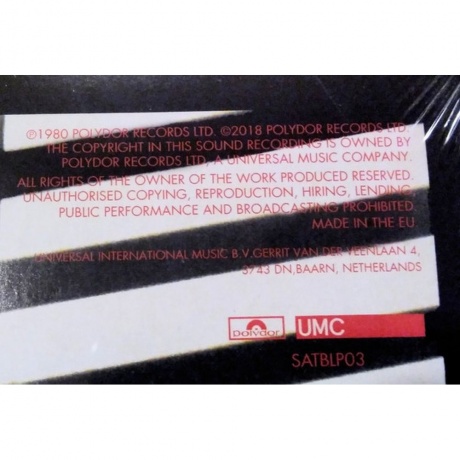 ℗1980 POLYDOR RECORDS LTD. ©2018 POLYDOR RECORDS LTD.
THE COPYRIGHT IN THIS SOUND RECORDING IS OWNED BY
POLYDOR RECORDS LTD, A UNIVERSAL MUSIC COMPANY.
ALL RIGHTS OF THE OWNER OF THE WORK PRODUCED RESERVED.
UNAUTHORISED COPYING, REPRODUCTION, HIRING, LENDING,
PUBLIC PERFORMANCE AND BROADCASTING PROHIBITED.
MADE IN THE EU
UNIVERSAL INTERNATIONAL MUSIC B.V.GERRIT VAN DER VEENLAAN 4,
3743 DN,BAARN, NETHERLANDS
Polydor UMC
SATBLP03